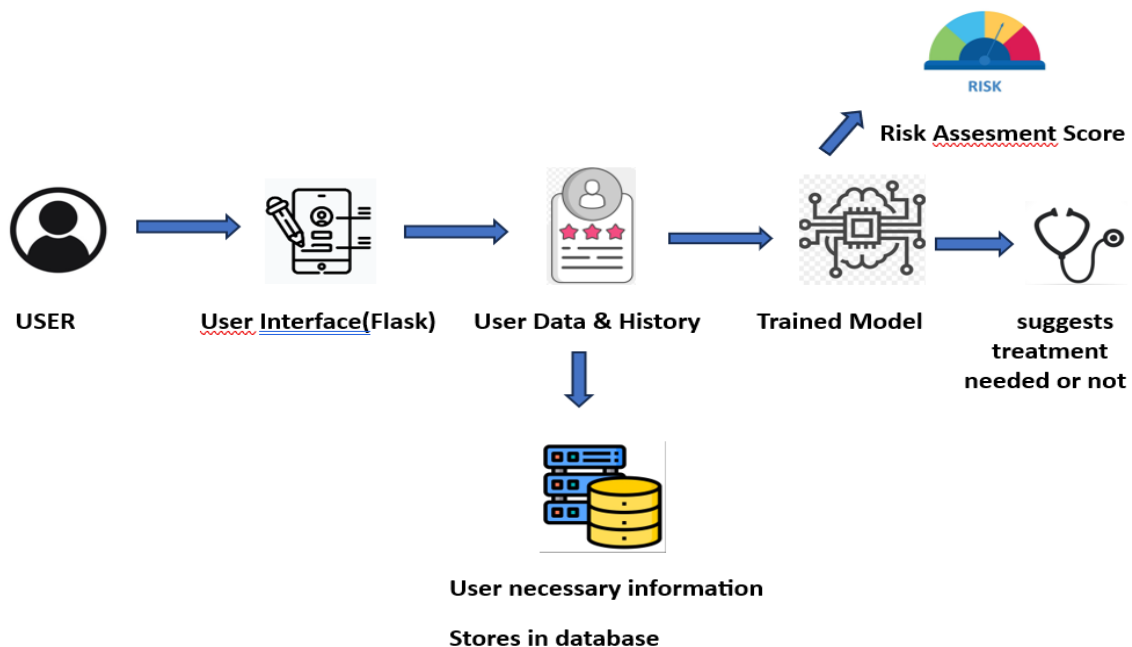 RISK
Risk Assesment Score
USER
User Interface(Flask)
User Data & History
Trained Model
suggests
treatment
needed or not
User necessary information
Stores in database